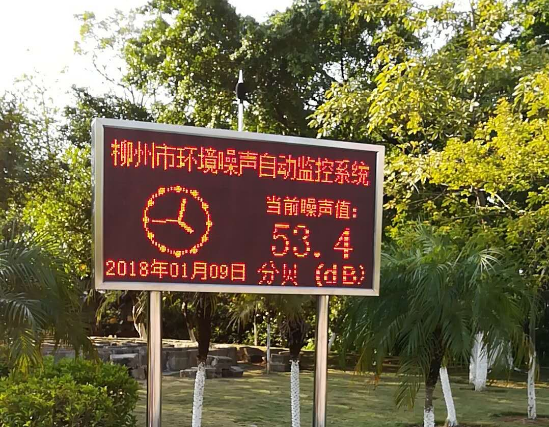 柳州市环境噪声自动监控系统
当前噪声值：
53.4
2018年01月09日
分贝(dB)